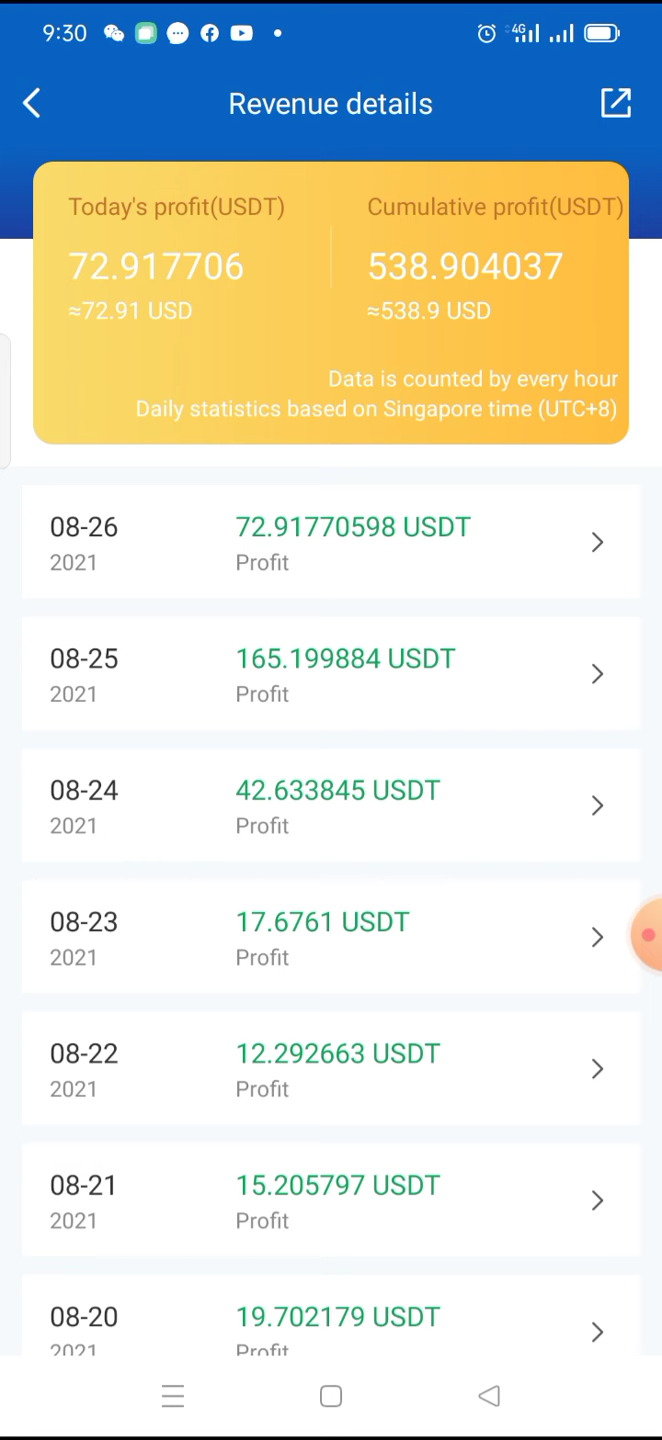 9:30
4G
Revenue details
Today's profit(USDT)
Cumulative profit(USDT)
72.917706
538.904037
≈72.91 USD
≈538.9 USD
Data is counted by every hour
Daily statistics based on Singapore time (UTC+8)
08-26
72.91770598 USDT
2021
Profit
08-25
165.199884 USDT
2021
Profit
08-24
42.633845 USDT
2021
Profit
08-23
17.6761 USDT
2021
Profit
08-22
12.292663 USDT
2021
Profit
08-21
15.205797 USDT
2021
Profit
08-20
19.702179 USDT
2021
Profit